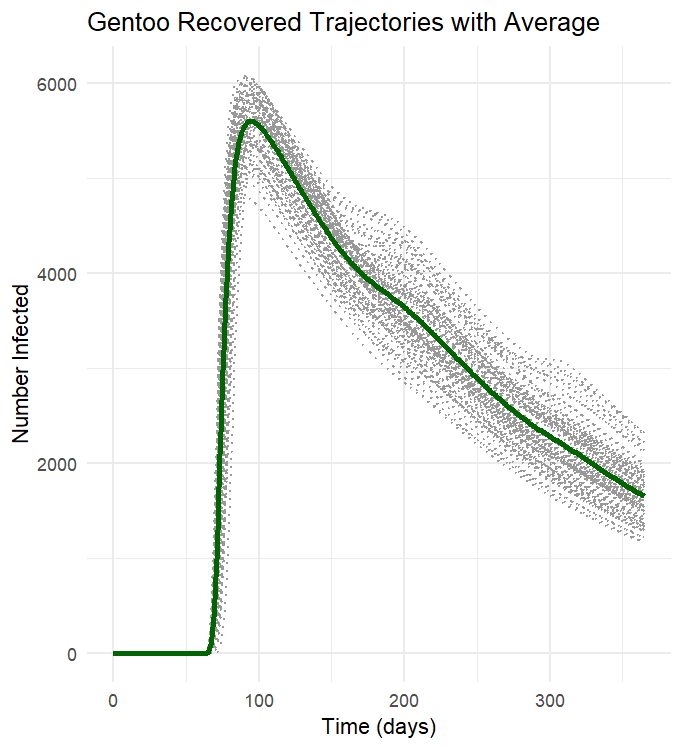 Gentoo Recovered Trajectories with Average
6000
4000
2000
0
Number Infected
0 100 200 300
Time (days)